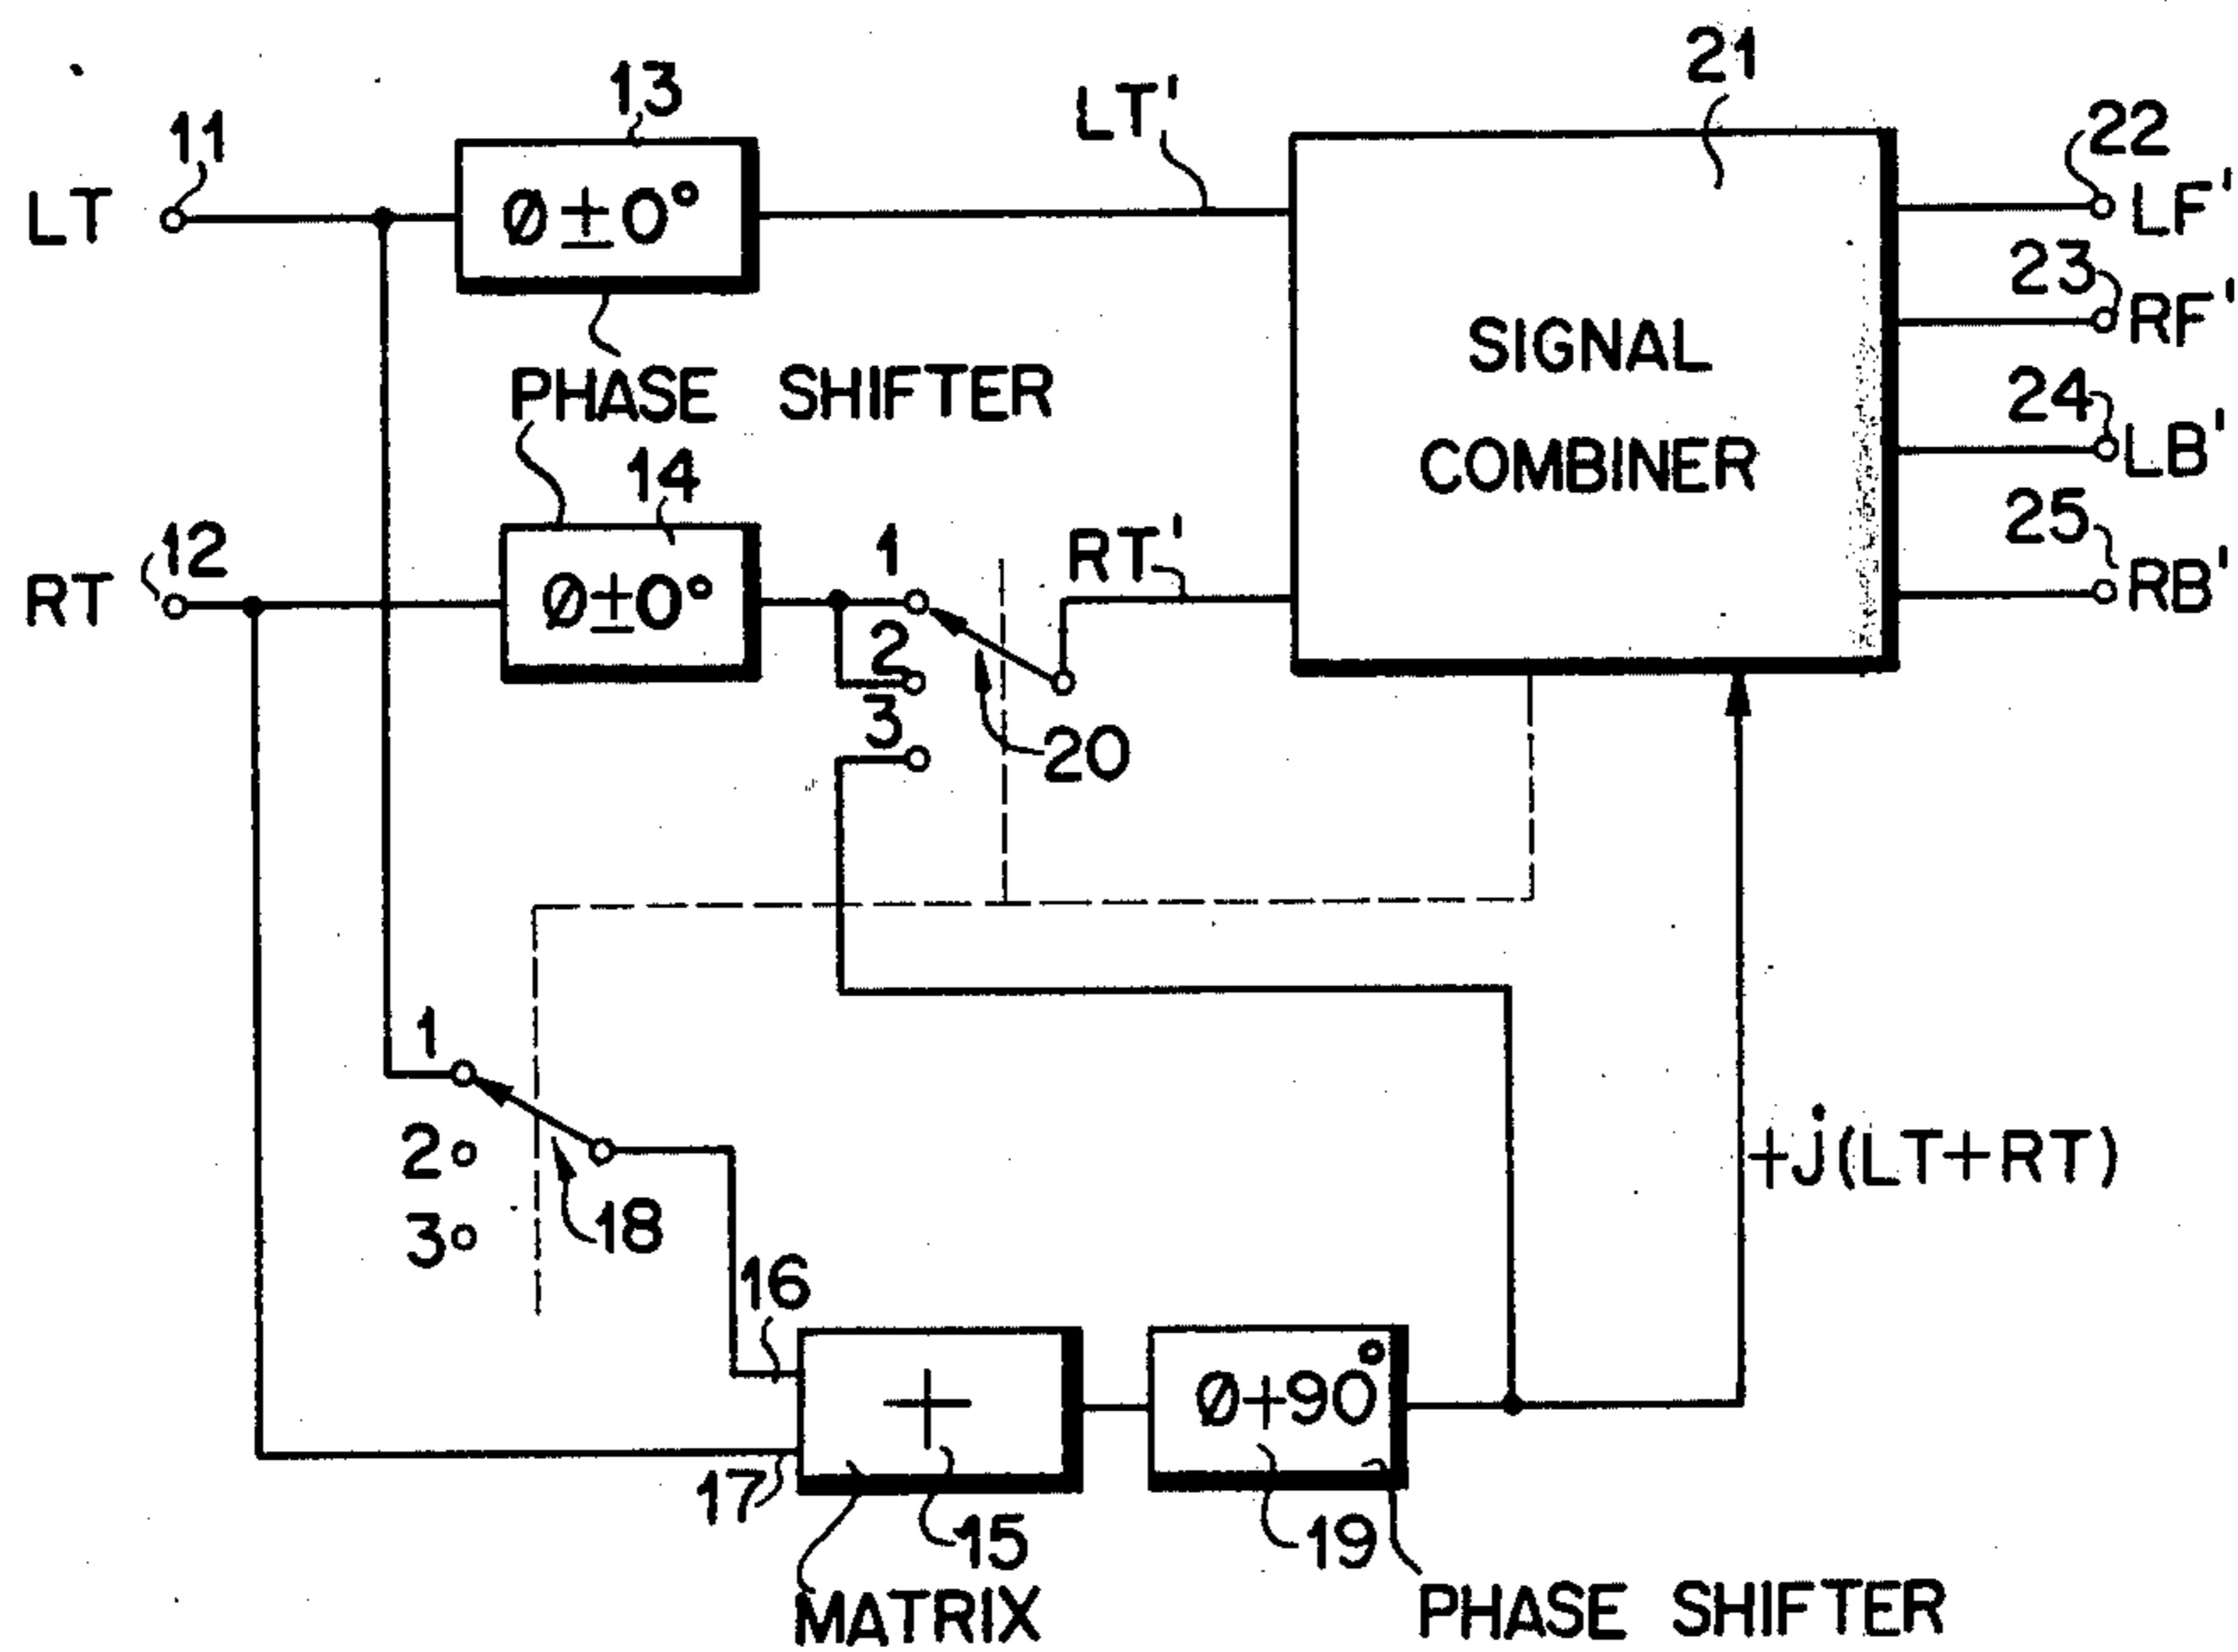 21
13
LT'
11
22
LT
Ø±0°
LF'
23
RF'
SIGNAL
COMBINER
PHASE SHIFTER
24
LB'
14
25
12
1
RT'
RT
Ø±0°
RB'
2
3
20
1
+j(LT+RT)
2
18
3
16
+
Ø+90°
17
15
19
MATRIX
PHASE SHIFTER